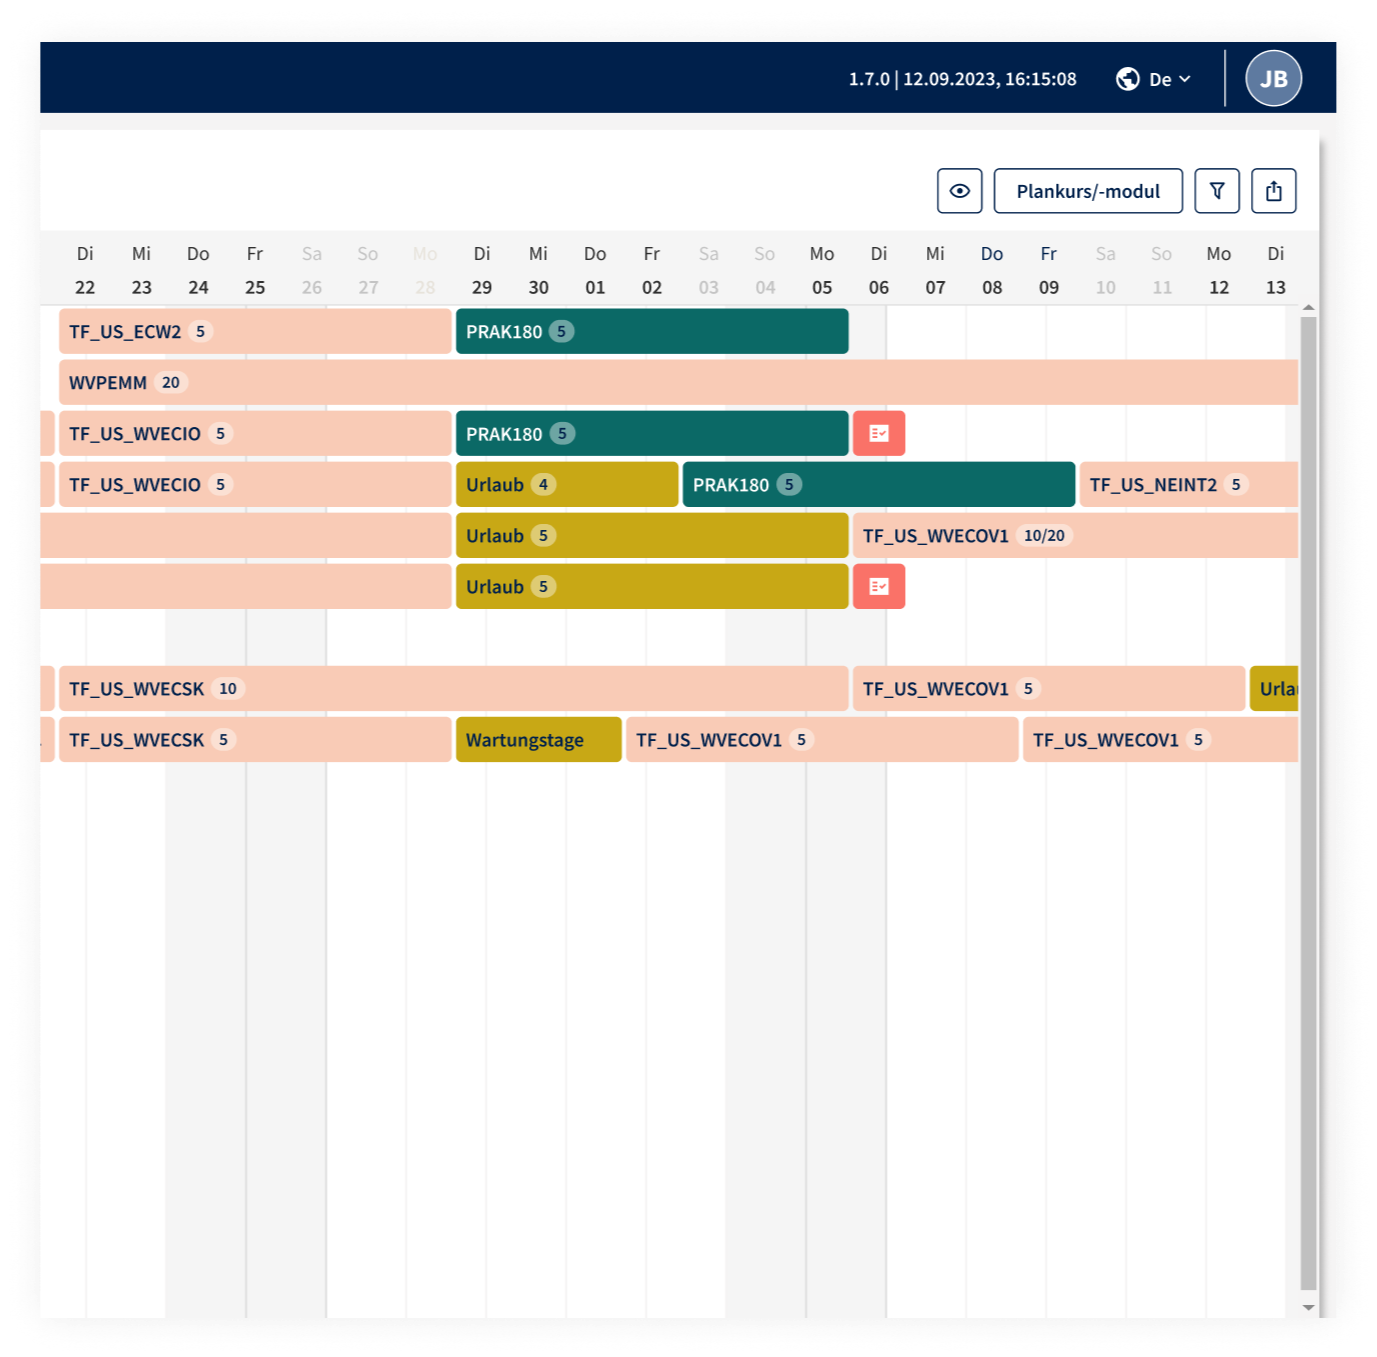 1.7.0 | 12.09.2023, 16:15:08 De JB
Plankurs/-modul
Di Mi Do Fr Sa So Mo Di Mi Do Fr Sa So Mo Di Mi Do Fr Sa So Mo Di
22 23 24 25 26 27 28 29 30 01 02 03 04 05 06 07 08 09 10 11 12 13
TF_US_ECW2 5 PRAK180 5
WVPEMM 20
TF_US_WVECIO 5 PRAK180 5
TF_US_WVECIO 5 Urlaub 4 PRAK180 5 TF_US_NEINT2 5
Urlaub 5 TF_US_WVECOV1 10/20
Urlaub 5
TF_US_WVECSK 10 TF_US_WVECOV1 5 Urla
TF_US_WVECSK 5 Wartungstage TF_US_WVECOV1 5 TF_US_WVECOV1 5